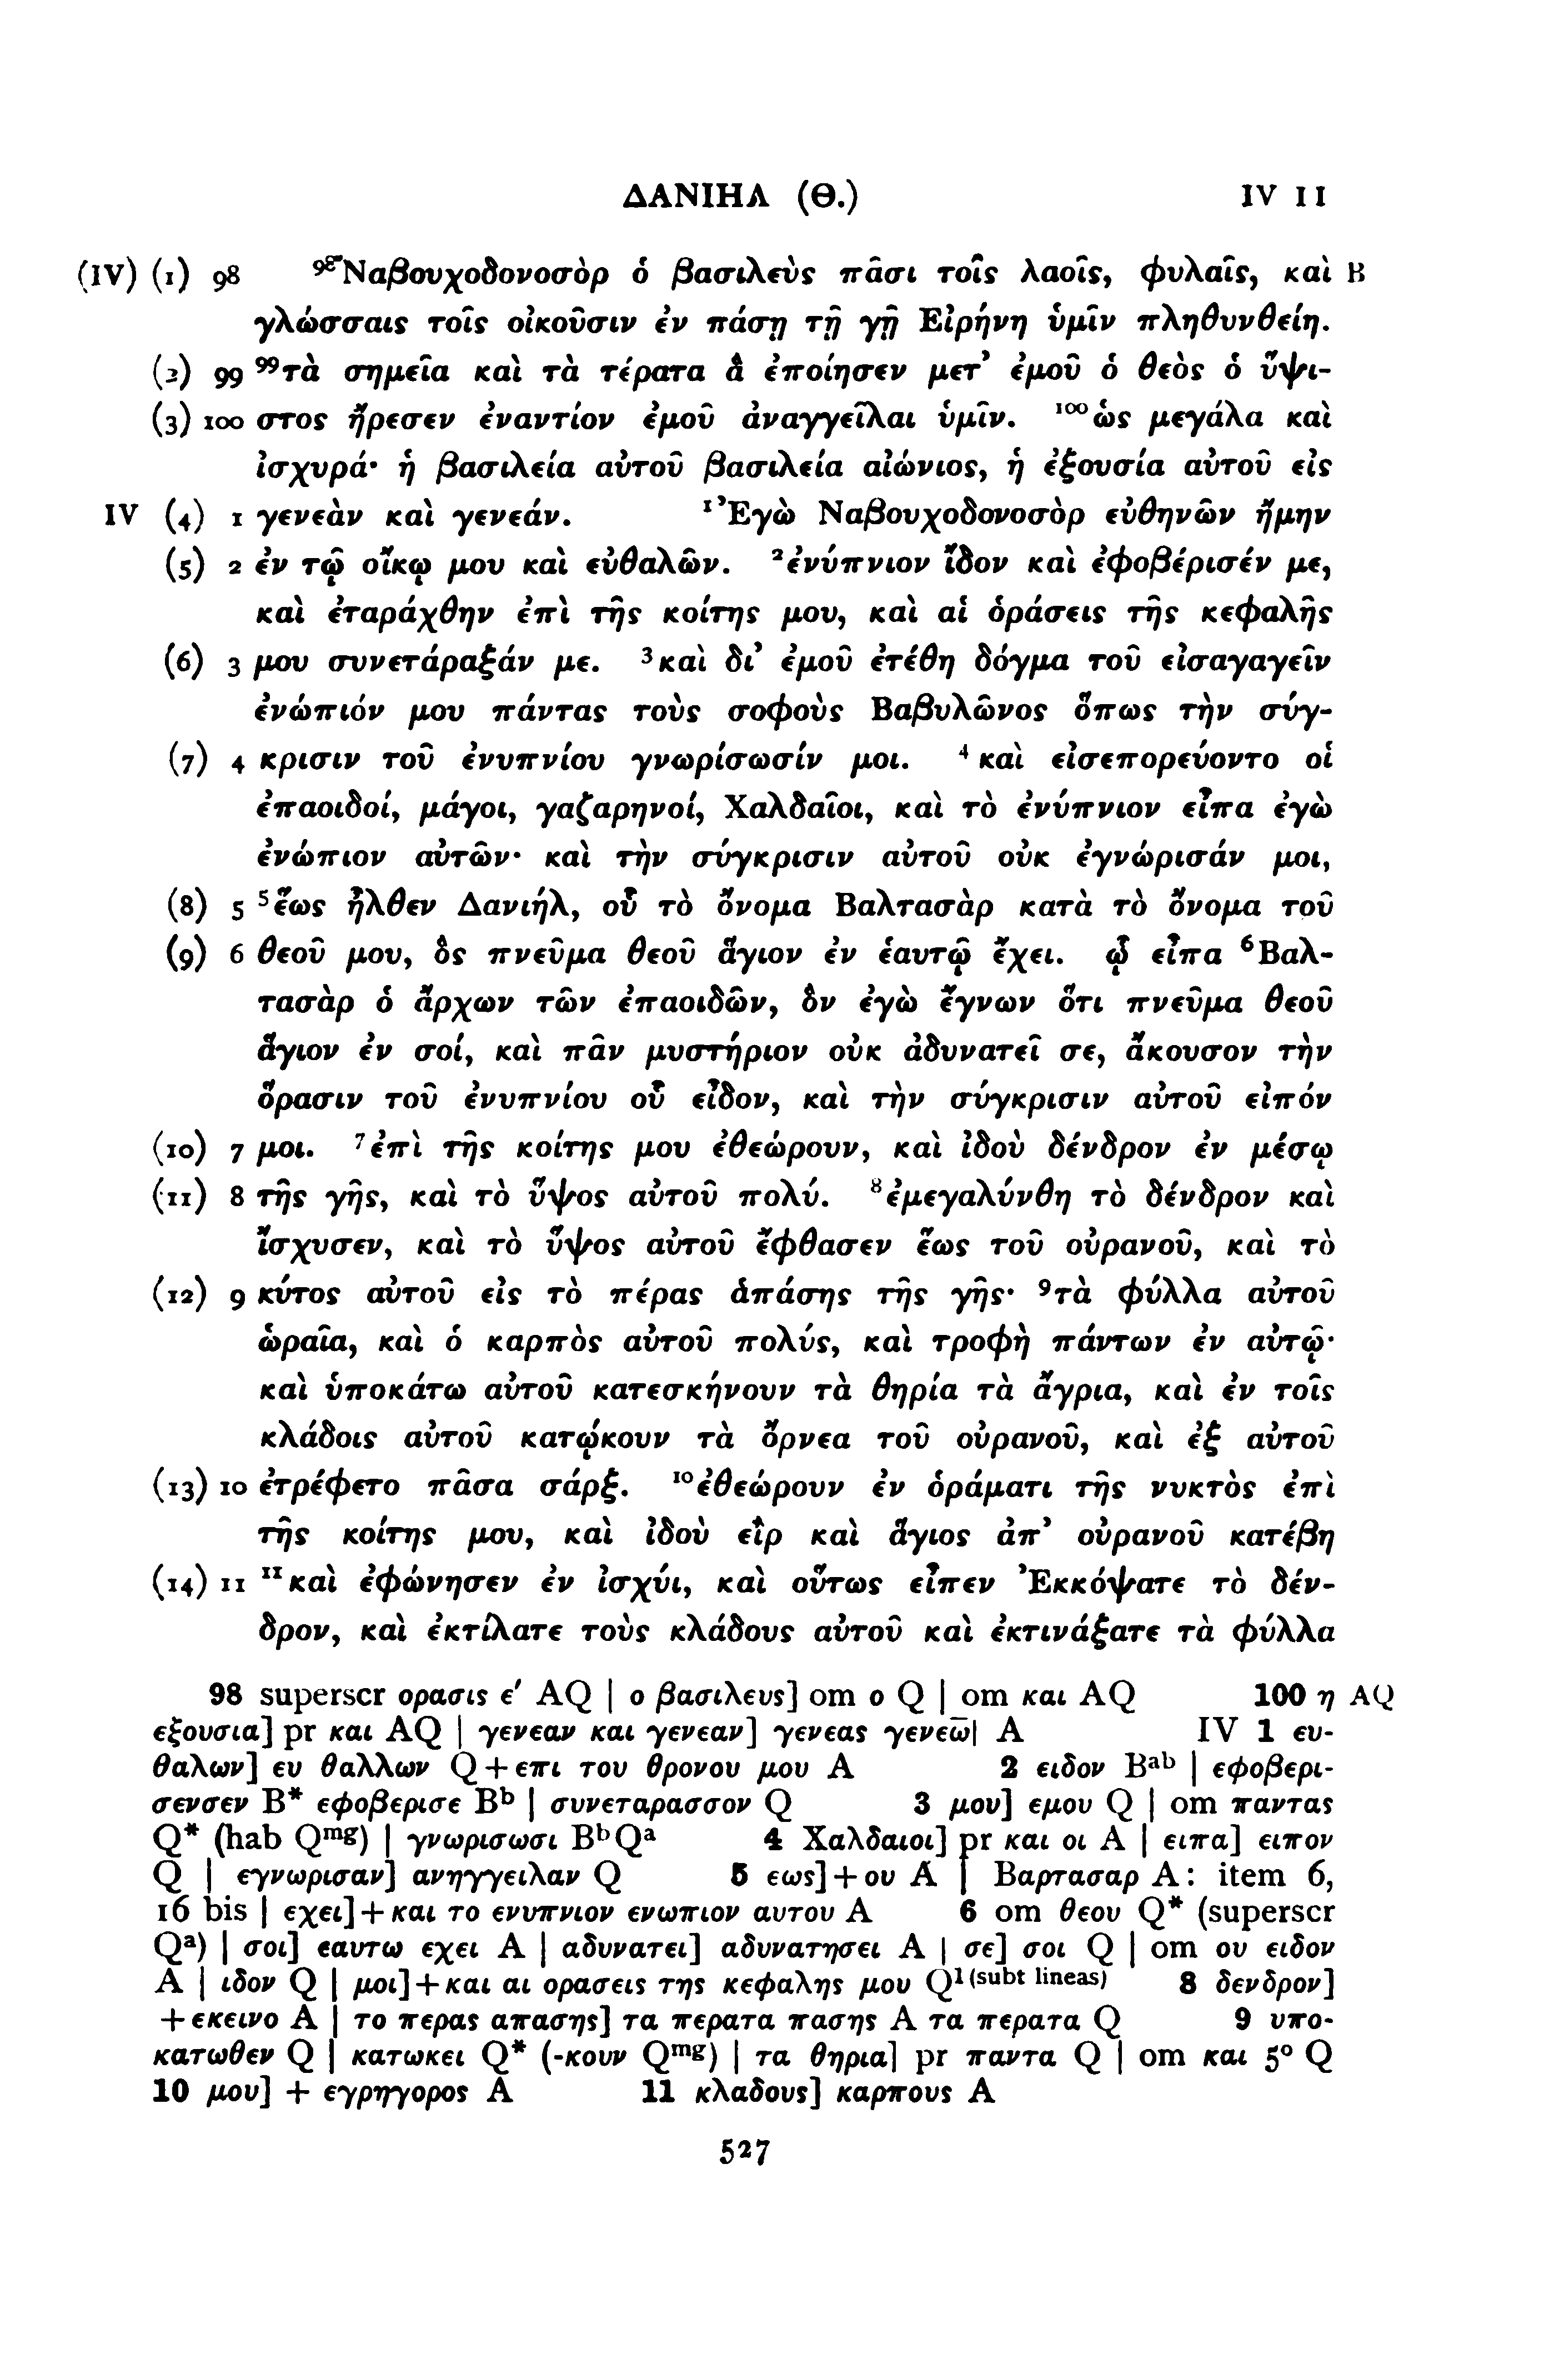 ΔΑΝΙΗΛ (Θ.) IV 11
(IV) (1) 98 ⁹⁸Ναβουχοδονοσὸρ ὁ βασιλεὺς πᾶσι τοῖς λαοῖς, φυλαῖς, καὶ B
γλώσσαις τοῖς οἰκοῦσιν ἐν πάσῃ τῇ γῇ Εἰρήνη ὑμῖν πληθυνθείη.
(2) 99 ⁹⁹τὰ σημεῖα καὶ τὰ τέρατα ἃ ἐποίησεν μετ’ ἐμοῦ ὁ θεὸς ὁ ὕψι-
(3) 100 στος ἤρεσεν ἐναντίον ἐμοῦ ἀναγγεῖλαι ὑμῖν. ¹⁰⁰ὡς μεγάλα καὶ
ἰσχυρά· ἡ βασιλεία αὐτοῦ βασιλεία αἰώνιος, ἡ ἐξουσία αὐτοῦ εἰς
IV (4) 1 γενεὰν καὶ γενεάν. ¹Ἐγὼ Ναβουχοδονοσὸρ εὐθηνῶν ἤμην
(5) 2 ἐν τῷ οἴκῳ μου καὶ εὐθαλῶν. ²ἐνύπνιον ἴδον καὶ ἐφοβέρισέν με,
καὶ ἐταράχθην ἐπὶ τῆς κοίτης μου, καὶ αἱ ὁράσεις τῆς κεφαλῆς
(6) 3 μου συνετάραξάν με. ³καὶ δι’ ἐμοῦ ἐτέθη δόγμα τοῦ εἰσαγαγεῖν
ἐνώπιόν μου πάντας τοὺς σοφοὺς Βαβυλῶνος ὅπως τὴν σύγ-
(7) 4 κρισιν τοῦ ἐνυπνίου γνωρίσωσίν μοι. ⁴καὶ εἰσεπορεύοντο οἱ
ἐπαοιδοί, μάγοι, γαζαρηνοί, Χαλδαῖοι, καὶ τὸ ἐνύπνιον εἶπα ἐγὼ
ἐνώπιον αὐτῶν· καὶ τὴν σύγκρισιν αὐτοῦ οὐκ ἐγνώρισάν μοι,
(8) 5 ⁵ἕως ἦλθεν Δανιήλ, οὗ τὸ ὄνομα Βαλτασὰρ κατὰ τὸ ὄνομα τοῦ
(9) 6 θεοῦ μου, ὃς πνεῦμα θεοῦ ἅγιον ἐν ἑαυτῷ ἔχει. ᾧ εἶπα ⁶Βαλ-
τασὰρ ὁ ἄρχων τῶν ἐπαοιδῶν, ὃν ἐγὼ ἔγνων ὅτι πνεῦμα θεοῦ
ἅγιον ἐν σοί, καὶ πᾶν μυστήριον οὐκ ἀδυνατεῖ σε, ἄκουσον τὴν
ὅρασιν τοῦ ἐνυπνίου οὗ εἶδον, καὶ τὴν σύγκρισιν αὐτοῦ εἰπόν
(10) 7 μοι. ⁷ἐπὶ τῆς κοίτης μου ἐθεώρουν, καὶ ἰδοὺ δένδρον ἐν μέσῳ
(11) 8 τῆς γῆς, καὶ τὸ ὕψος αὐτοῦ πολύ. ⁸ἐμεγαλύνθη τὸ δένδρον καὶ
ἴσχυσεν, καὶ τὸ ὕψος αὐτοῦ ἔφθασεν ἕως τοῦ οὐρανοῦ, καὶ τὸ
(12) 9 κύτος αὐτοῦ εἰς τὸ πέρας ἁπάσης τῆς γῆς· ⁹τὰ φύλλα αὐτοῦ
ὡραῖα, καὶ ὁ καρπὸς αὐτοῦ πολύς, καὶ τροφὴ πάντων ἐν αὐτῷ·
καὶ ὑποκάτω αὐτοῦ κατεσκήνουν τὰ θηρία τὰ ἄγρια, καὶ ἐν τοῖς
κλάδοις αὐτοῦ κατῴκουν τὰ ὄρνεα τοῦ οὐρανοῦ, καὶ ἐξ αὐτοῦ
(13) 10 ἐτρέφετο πᾶσα σάρξ. ¹⁰ἐθεώρουν ἐν ὁράματι τῆς νυκτὸς ἐπὶ
τῆς κοίτης μου, καὶ ἰδοὺ εἲρ καὶ ἅγιος ἀπ’ οὐρανοῦ κατέβη
(14) 11 ¹¹καὶ ἐφώνησεν ἐν ἰσχύι, καὶ οὕτως εἶπεν Ἐκκόψατε τὸ δέν-
δρον, καὶ ἐκτίλατε τοὺς κλάδους αὐτοῦ καὶ ἐκτινάξατε τὰ φύλλα
98 superscr ορασις ε′ AQ | ο βασιλευς] om ο Q | om και AQ 100 η AQ
εξουσια] pr και AQ | γενεαν και γενεαν] γενεας γενεω̅| A IV 1 ευ-
θαλων] ευ θαλλων Q + επι του θρονου μου A 2 ειδον Bᵃᵇ | εφοβερι-
σενσεν B* εφοβερισε Bᵇ | συνεταρασσον Q 3 μου] εμου Q | om παντας
Q* (hab Qᵐᵍ) | γνωρισωσι BᵇQᵃ 4 Χαλδαιοι] pr και οι A | ειπα] ειπον
Q | εγνωρισαν] ανηγγειλαν Q 5 εως] + ου A | Βαρτασαρ A: item 6,
16 bis | εχει] + και το ενυπνιον ενωπιον αυτου A 6 om θεου Q* (superscr
Qᵃ) | σοι] εαυτω εχει A | αδυνατει] αδυνατησει A | σε] σοι Q | om ου ειδον
A | ιδον Q | μοι] + και αι ορασεις της κεφαλης μου Q¹⁽ˢᵘᵇᵗ ˡⁱⁿᵉᵃˢ⁾ 8 δενδρον]
+ εκεινο A | το περας απασης] τα περατα πασης A τα περατα Q 9 υπο-
κατωθεν Q | κατωκει Q* (-κουν Qᵐᵍ) | τα θηρια] pr παντα Q | om και 5º Q
10 μου] + εγρηγορος A 11 κλαδους] καρπους A
527